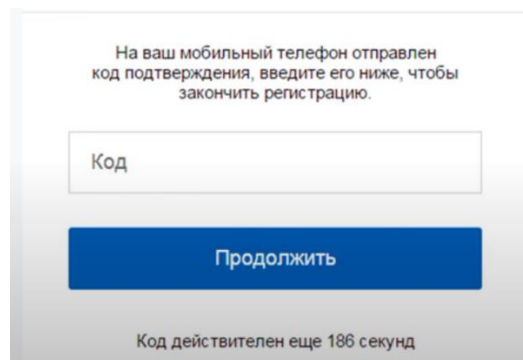 На ваш мобильный телефон отправлен
код подтверждения, введите его ниже, чтобы
закончить регистрацию.
Код
Продолжить
Код действителен еще 186 секунд